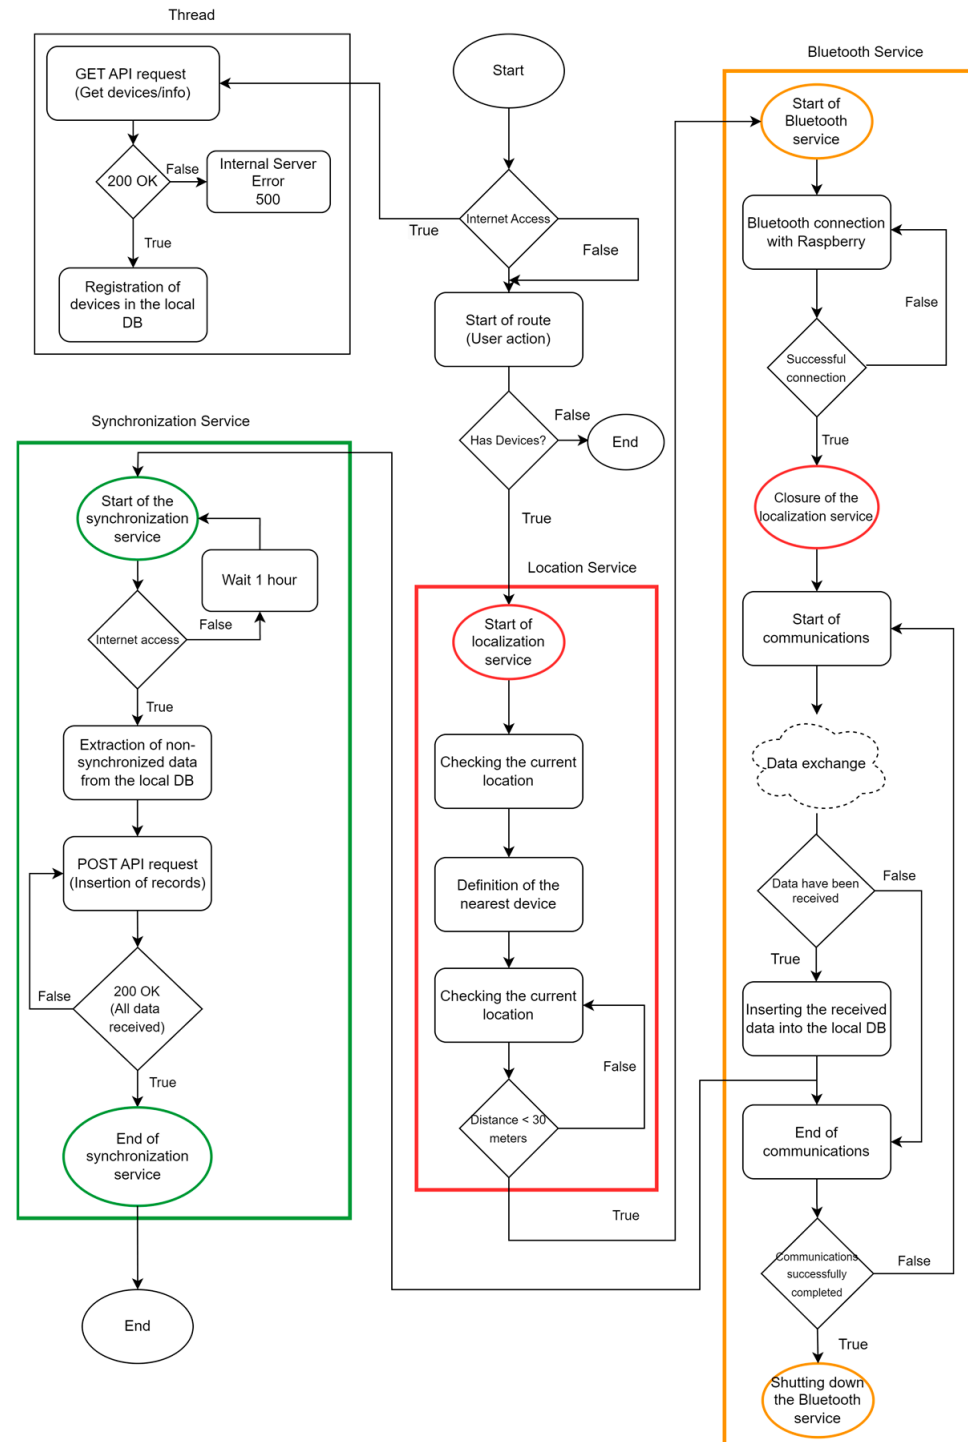 Thread
GET API request
(Get devices/info)
200 OK
False
Internal Server
Error
500
True
Registration of
devices in the local
DB
Start
Internet Access
True
False
Start of route
(User action)
Has Devices?
False
End
True
Location Service
Start of
localization
service
Checking the current
location
Definition of the
nearest device
Checking the current
location
False
Distance < 30
meters
True
Synchronization Service
Start of the
synchronization
service
Wait 1 hour
Internet access
False
True
Extraction of non-
synchronized data
from the local DB
POST API request
(Insertion of records)
False
200 OK
(All data
received)
True
End of
synchronization
service
End
Bluetooth Service
Start of
Bluetooth
service
Bluetooth connection
with Raspberry
False
Successful
connection
True
Closure of the
localization service
Start of
communications
Data exchange
False
Data have been
received
True
Inserting the received
data into the local DB
End of
communications
False
Communications
successfully
completed
True
Shutting down
the Bluetooth
service